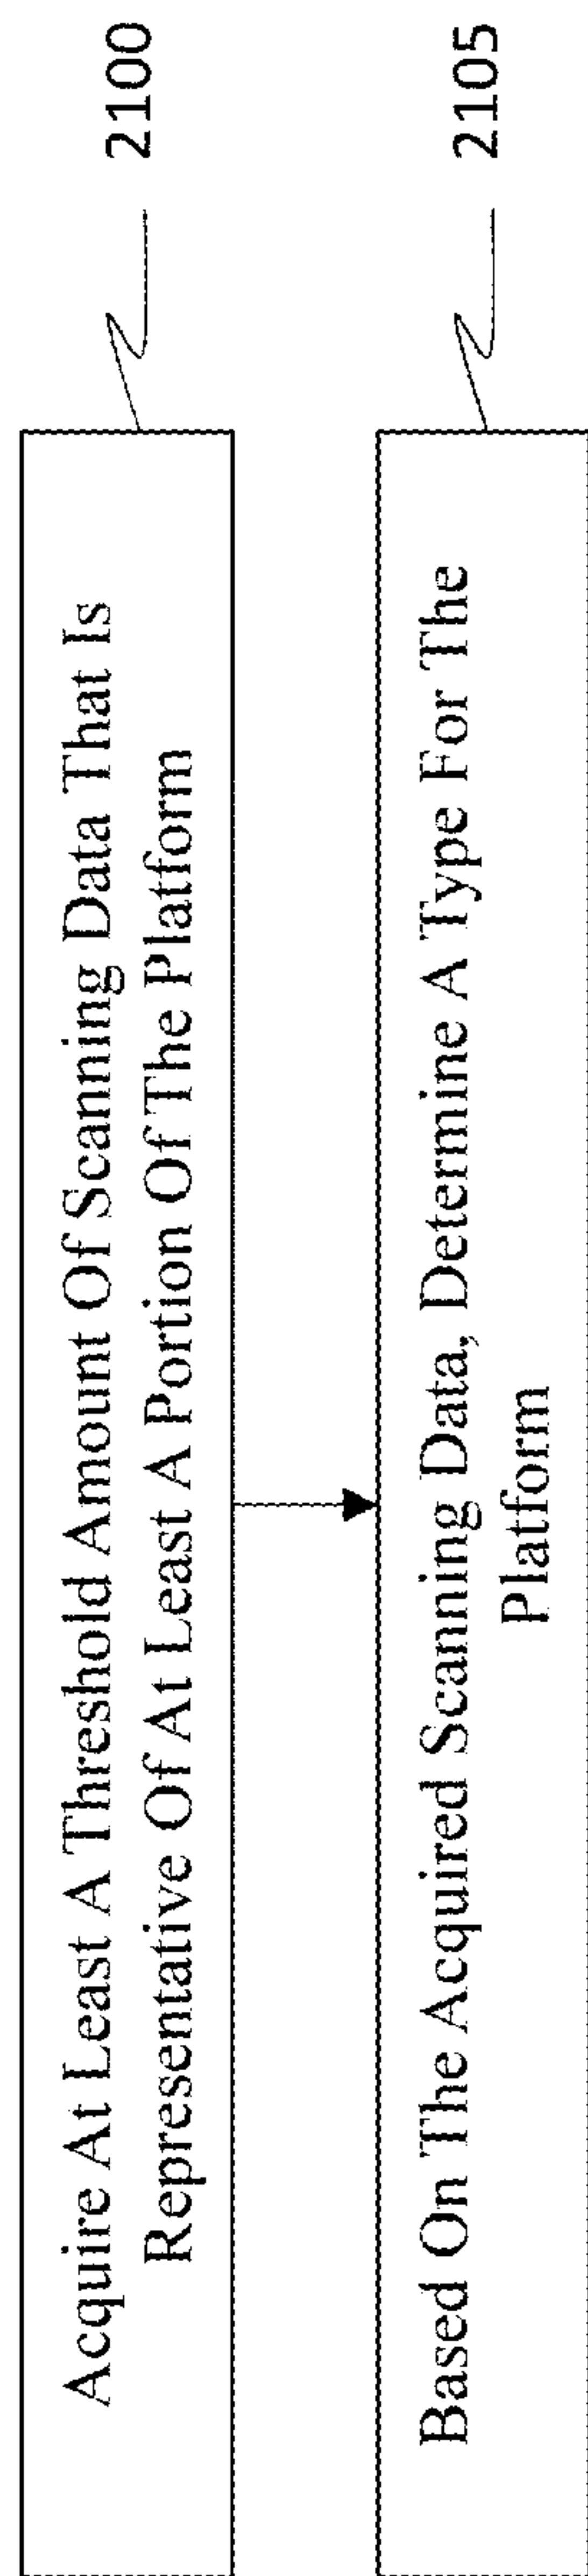 Acquire At Least A Threshold Amount Of Scanning Data That Is
Representative Of At Least A Portion Of The Platform
2100
Based On The Acquired Scanning Data, Determine A Type For The
Platform
2105